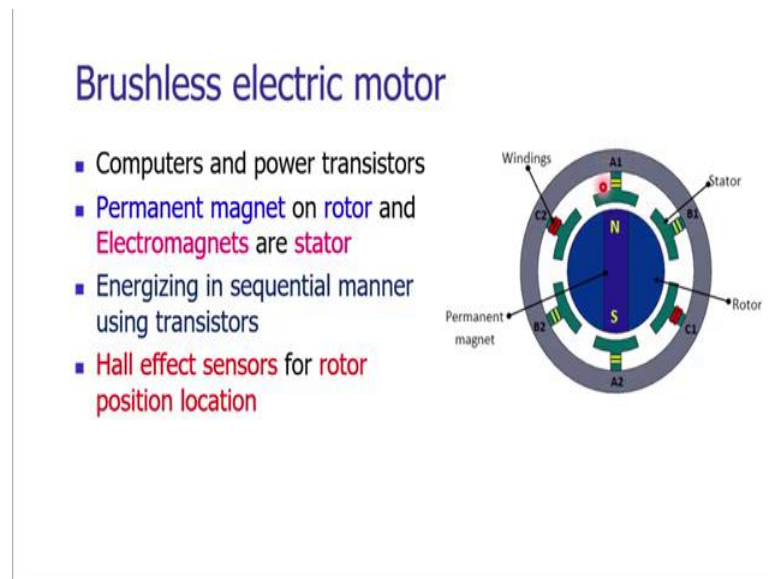 Brushless electric motor
Computers and power transistors
Permanent magnet on rotor and
Electromagnets are stator
Energizing in sequential manner
using transistors
Hall effect sensors for rotor
position location
Windings
A1
Stator
C2
B1
N
Rotor
Permanent
magnet
S
B2
C1
A2